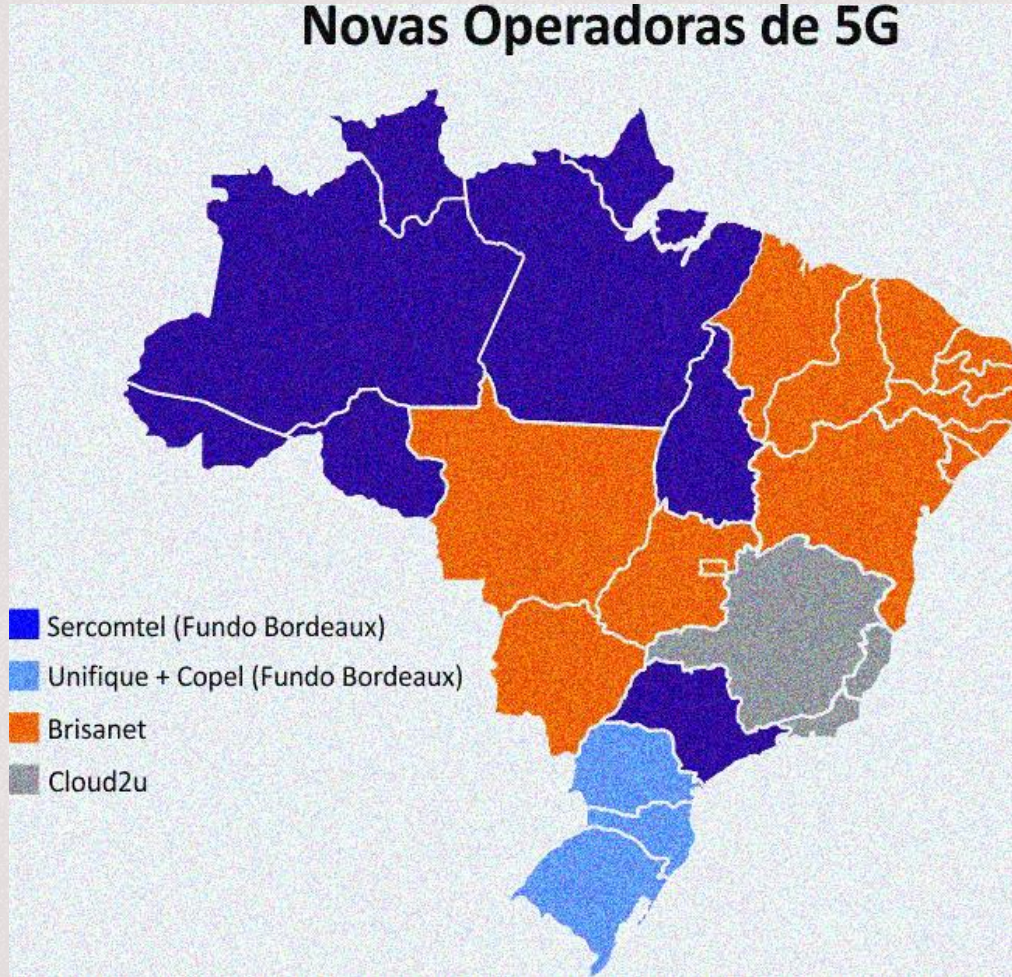 Novas Operadoras de 5G
Sercomtel (Fundo Bordeaux)
Unifique + Copel (Fundo Bordeaux)
Brisanet
Cloud2u